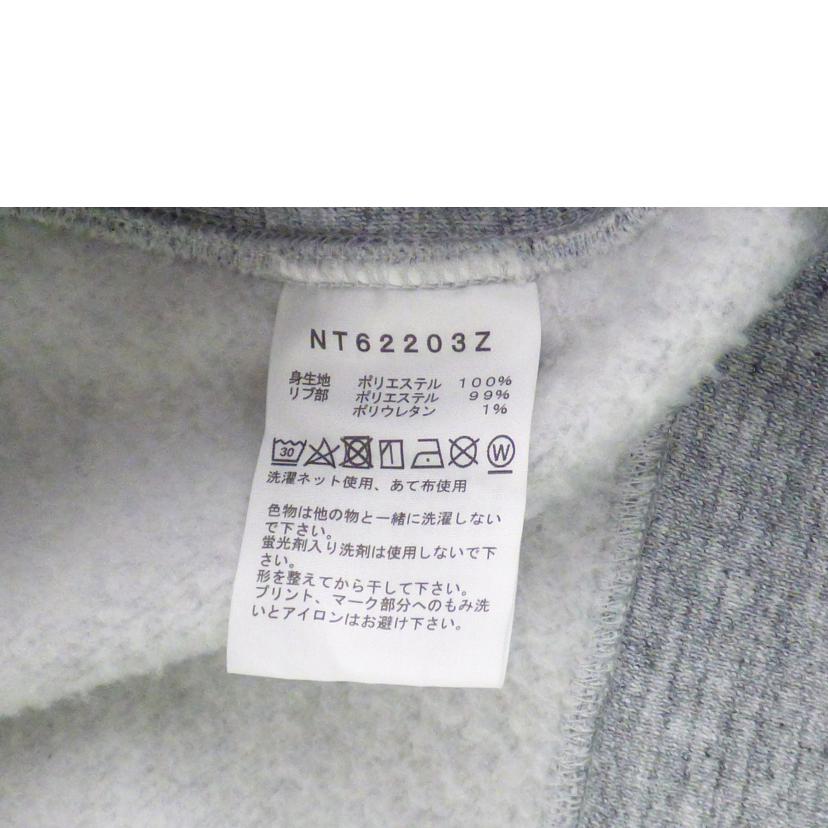 NT62203Z
身生地 ポリエステル 100%
リブ部 ポリエステル 99%
ポリウレタン 1%
30 W
洗濯ネット使用、あて布使用
色物は他の物と一緒に洗濯しない
で下さい。
蛍光剤入り洗剤は使用しないで下
さい。
形を整えてから干して下さい。
プリント、マーク部分へのもみ洗
いとアイロンはお避け下さい。